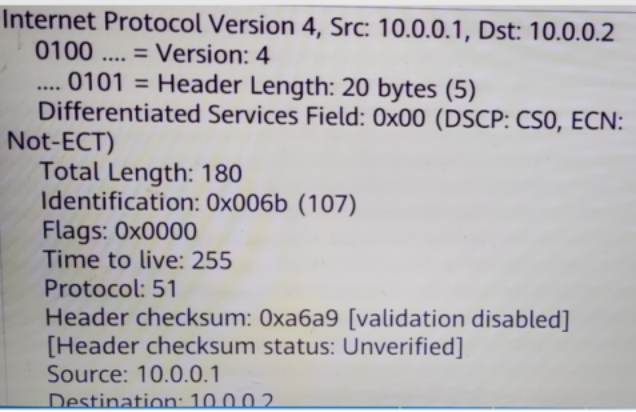 Internet Protocol Version 4, Src: 10.0.0.1, Dst: 10.0.0.2
0100 .... = Version: 4
.... 0101 = Header Length: 20 bytes (5)
Differentiated Services Field: 0x00 (DSCP: CS0, ECN:
Not-ECT)
Total Length: 180
Identification: 0x006b (107)
Flags: 0x0000
Time to live: 255
Protocol: 51
Header checksum: 0xa6a9 [validation disabled]
[Header checksum status: Unverified]
Source: 10.0.0.1
Destination: 10.0.0.2